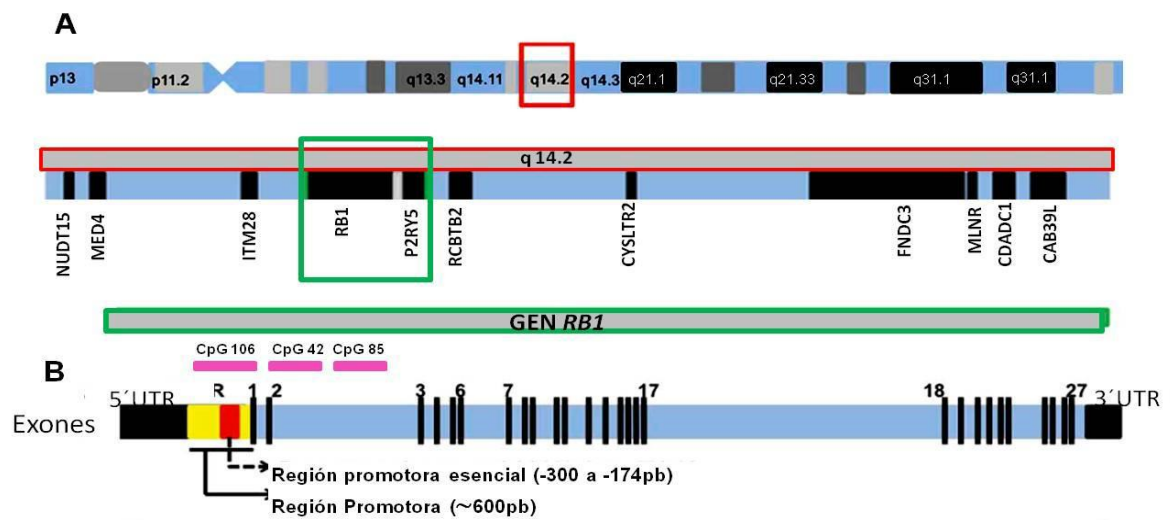 A
p13 p11.2 q13.3 q14.11 q14.2 q14.3 q21.1 q21.33 q31.1 q31.1
q 14.2
NUDT15 MED4 ITM28 RB1 P2RY5 RCBTB2 CYSLTR2 FNDC3 MLNR CDADC1 CAB39L
GEN RB1
CpG 106 CpG 42 CpG 85
B
5´UTR R 1 2 3 6 7 17 18 27 3´UTR
Exones
Región promotora esencial (-300 a -174pb)
Región Promotora (~600pb)